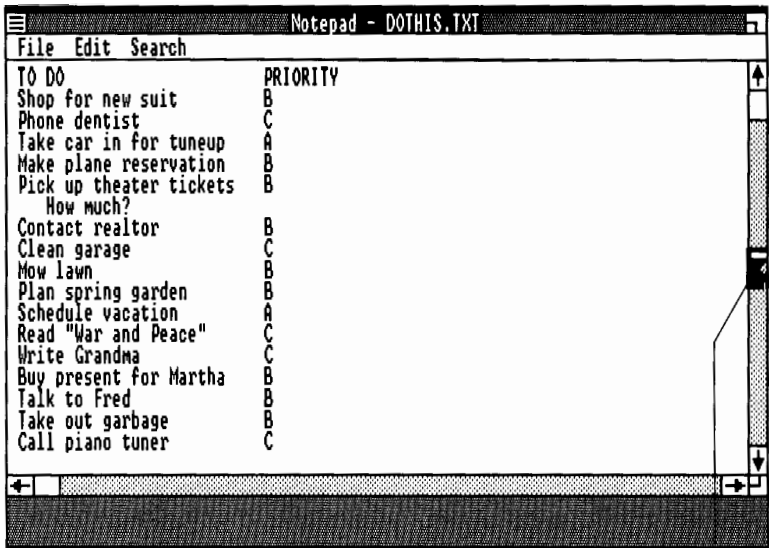 Notepad - DOTHIS.TXT
File Edit Search
TO DO PRIORITY
Shop for new suit B
Phone dentist C
Take car in for tuneup A
Make plane reservation B
Pick up theater tickets B
How much?
Contact realtor B
Clean garage C
Mow lawn B
Plan spring garden B
Schedule vacation A
Read "War and Peace" C
Write Grandma C
Buy present for Martha B
Talk to Fred B
Take out garbage B
Call piano tuner C